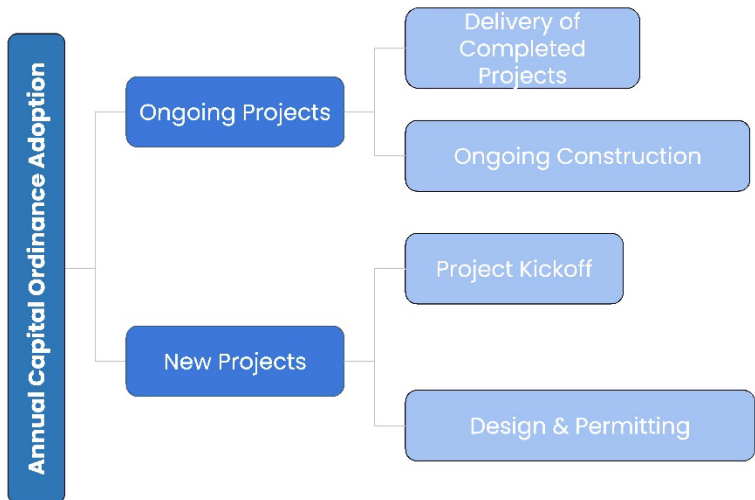 Annual Capital Ordinance Adoption
Ongoing Projects
Delivery of
Completed
Projects
Ongoing Construction
New Projects
Project Kickoff
Design & Permitting